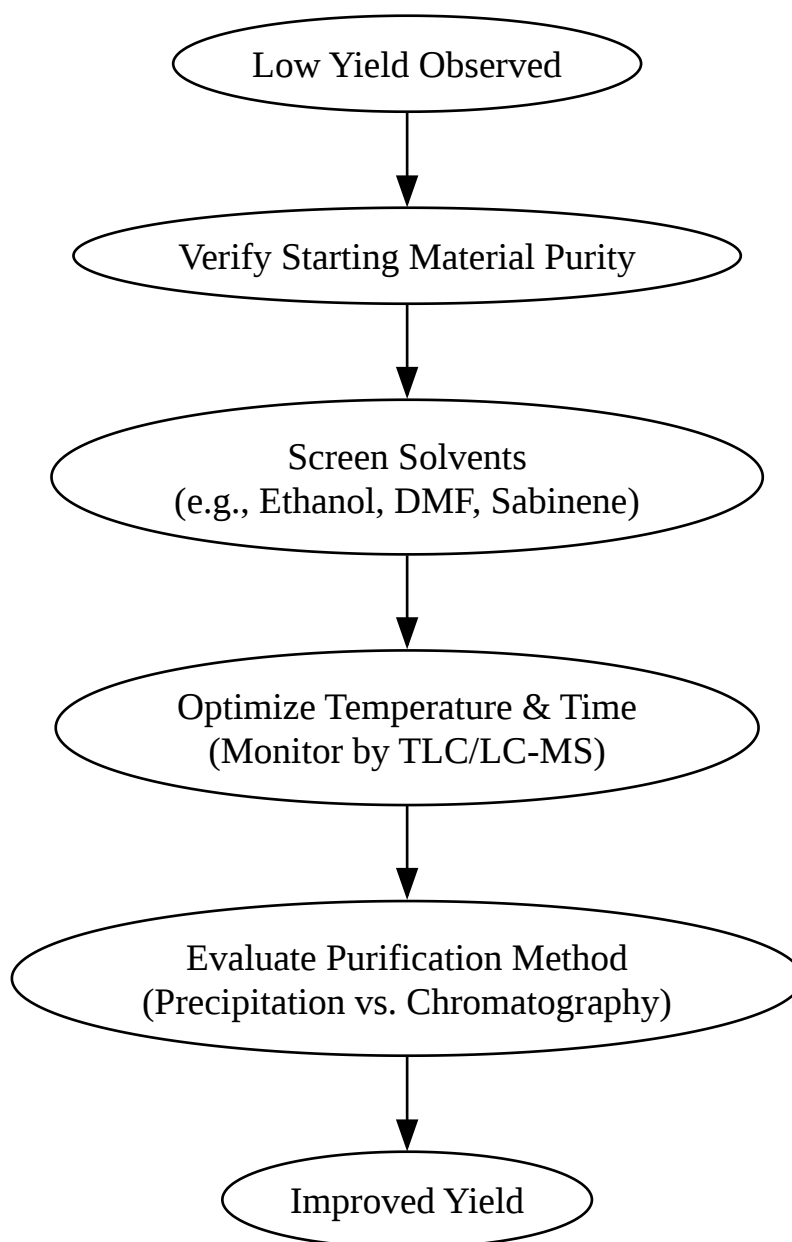 Low Yield Observed
Verify Starting Material Purity
Screen Solvents
(e.g., Ethanol, DMF, Sabinene)
Optimize Temperature & Time
(Monitor by TLC/LC-MS)
Evaluate Purification Method
(Precipitation vs. Chromatography)
Improved Yield